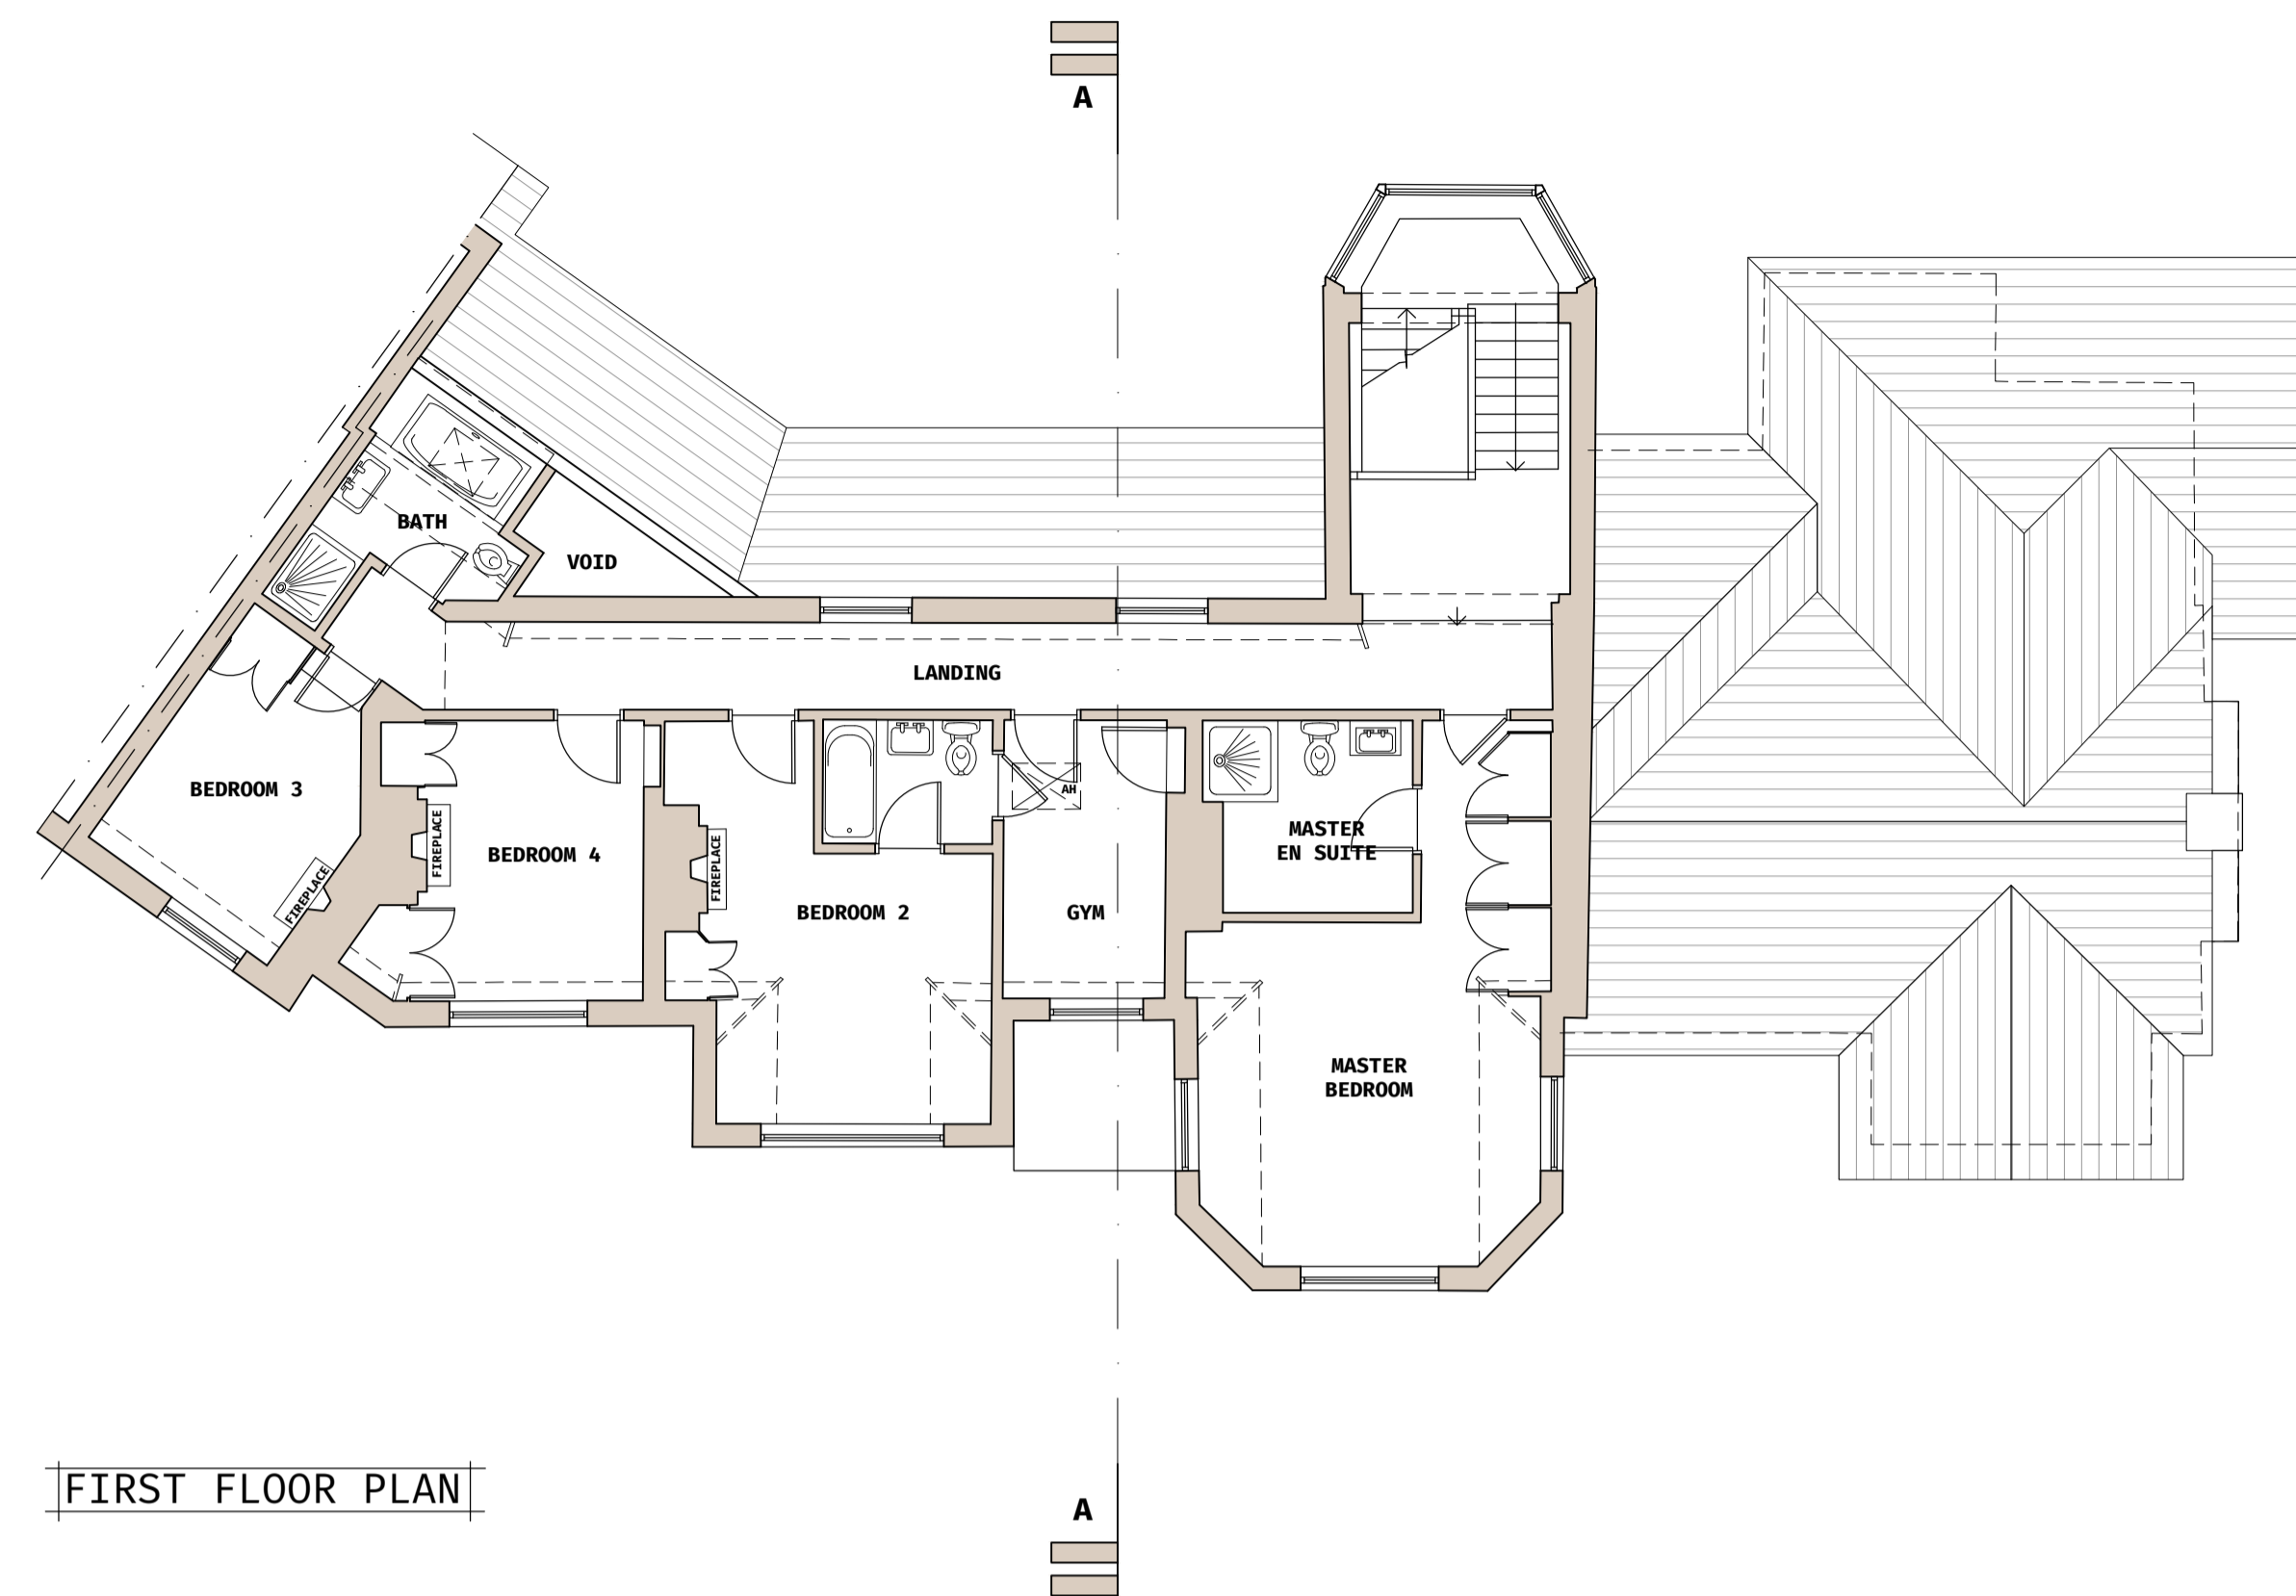 A
BATH
VOID
LANDING
BEDROOM 3
AH
FIREPLACE
BEDROOM 4
FIREPLACE
MASTER
EN SUITE
FIREPLACE
BEDROOM 2
GYM
MASTER
BEDROOM
FIRST FLOOR PLAN
A